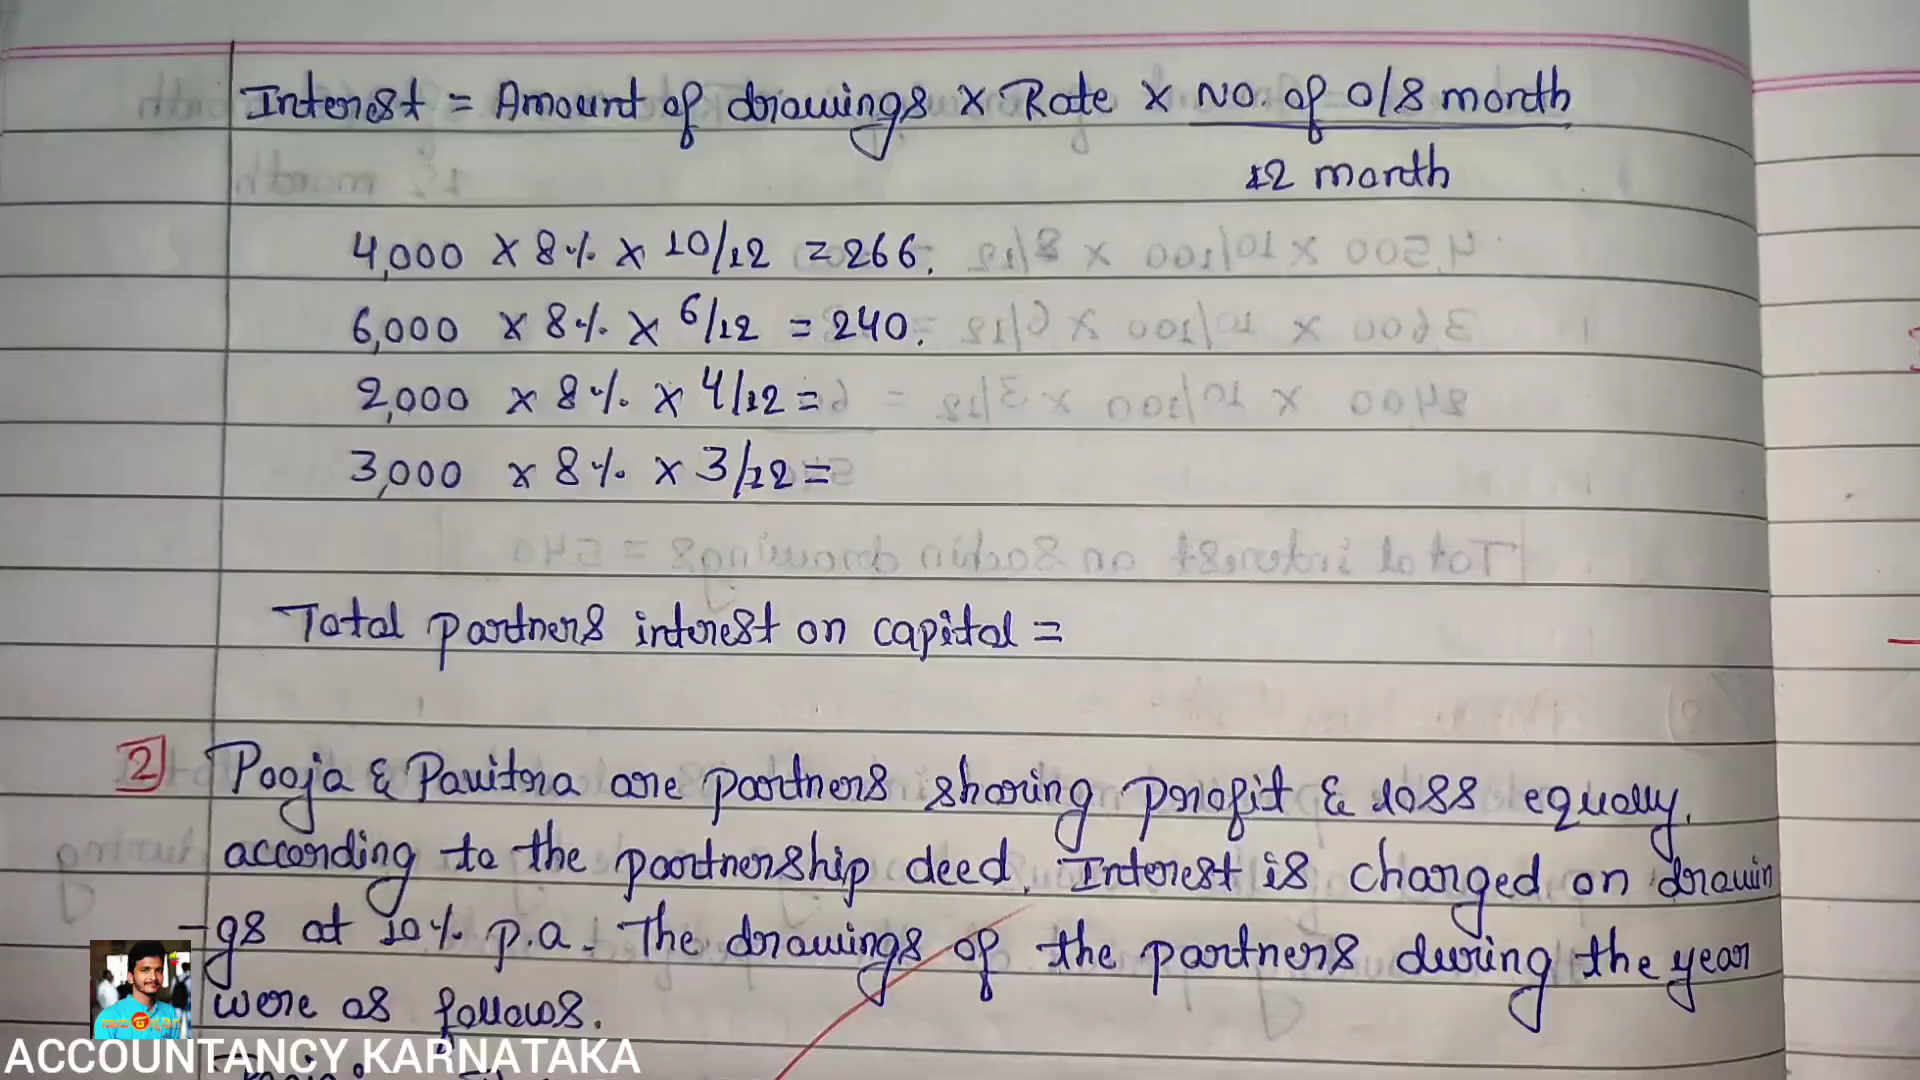 Interest = Amount of drawings x Rate x No. of o/s month
12 month
4,000 x 8% x 10/12 = 266.
6,000 x 8% x 6/12 = 240.
2,000 x 8% x 4/12 =
3,000 x 8% x 3/12 =
Total partners interest on capital =
2 Pooja & Pavitra are partners sharing profit & loss equally.
according to the partnership deed. Interest is charged on drawin
-gs at 10% p.a. The drawings of the partners during the year
were as follows.
ACCOUNTANCY KARNATAKA